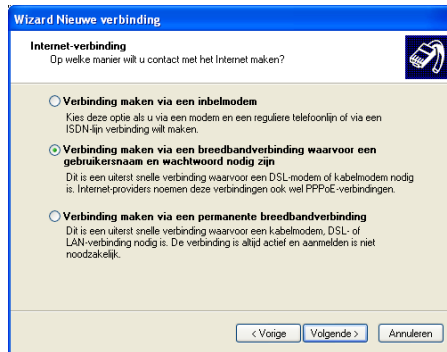 Wizard Nieuwe verbinding
Internet-verbinding
Op welke manier wilt u contact met het Internet maken?
Verbinding maken via een inbelmodem
Kies deze optie als u via een modem en een reguliere telefoonlijn of via een
ISDN-lijn verbinding wilt maken.
Verbinding maken via een breedbandverbinding waarvoor een
gebruikersnaam en wachtwoord nodig zijn
Dit is een uiterst snelle verbinding waarvoor een DSL-modem of kabelmodem nodig
is. Internet-providers noemen deze verbindingen ook wel PPPoE-verbindingen.
Verbinding maken via een permanente breedbandverbinding
Dit is een uiterst snelle verbinding waarvoor een kabelmodem, DSL- of
LAN-verbinding nodig is. De verbinding is altijd actief en aanmelden is niet
noodzakelijk.
< Vorige Volgende > Annuleren